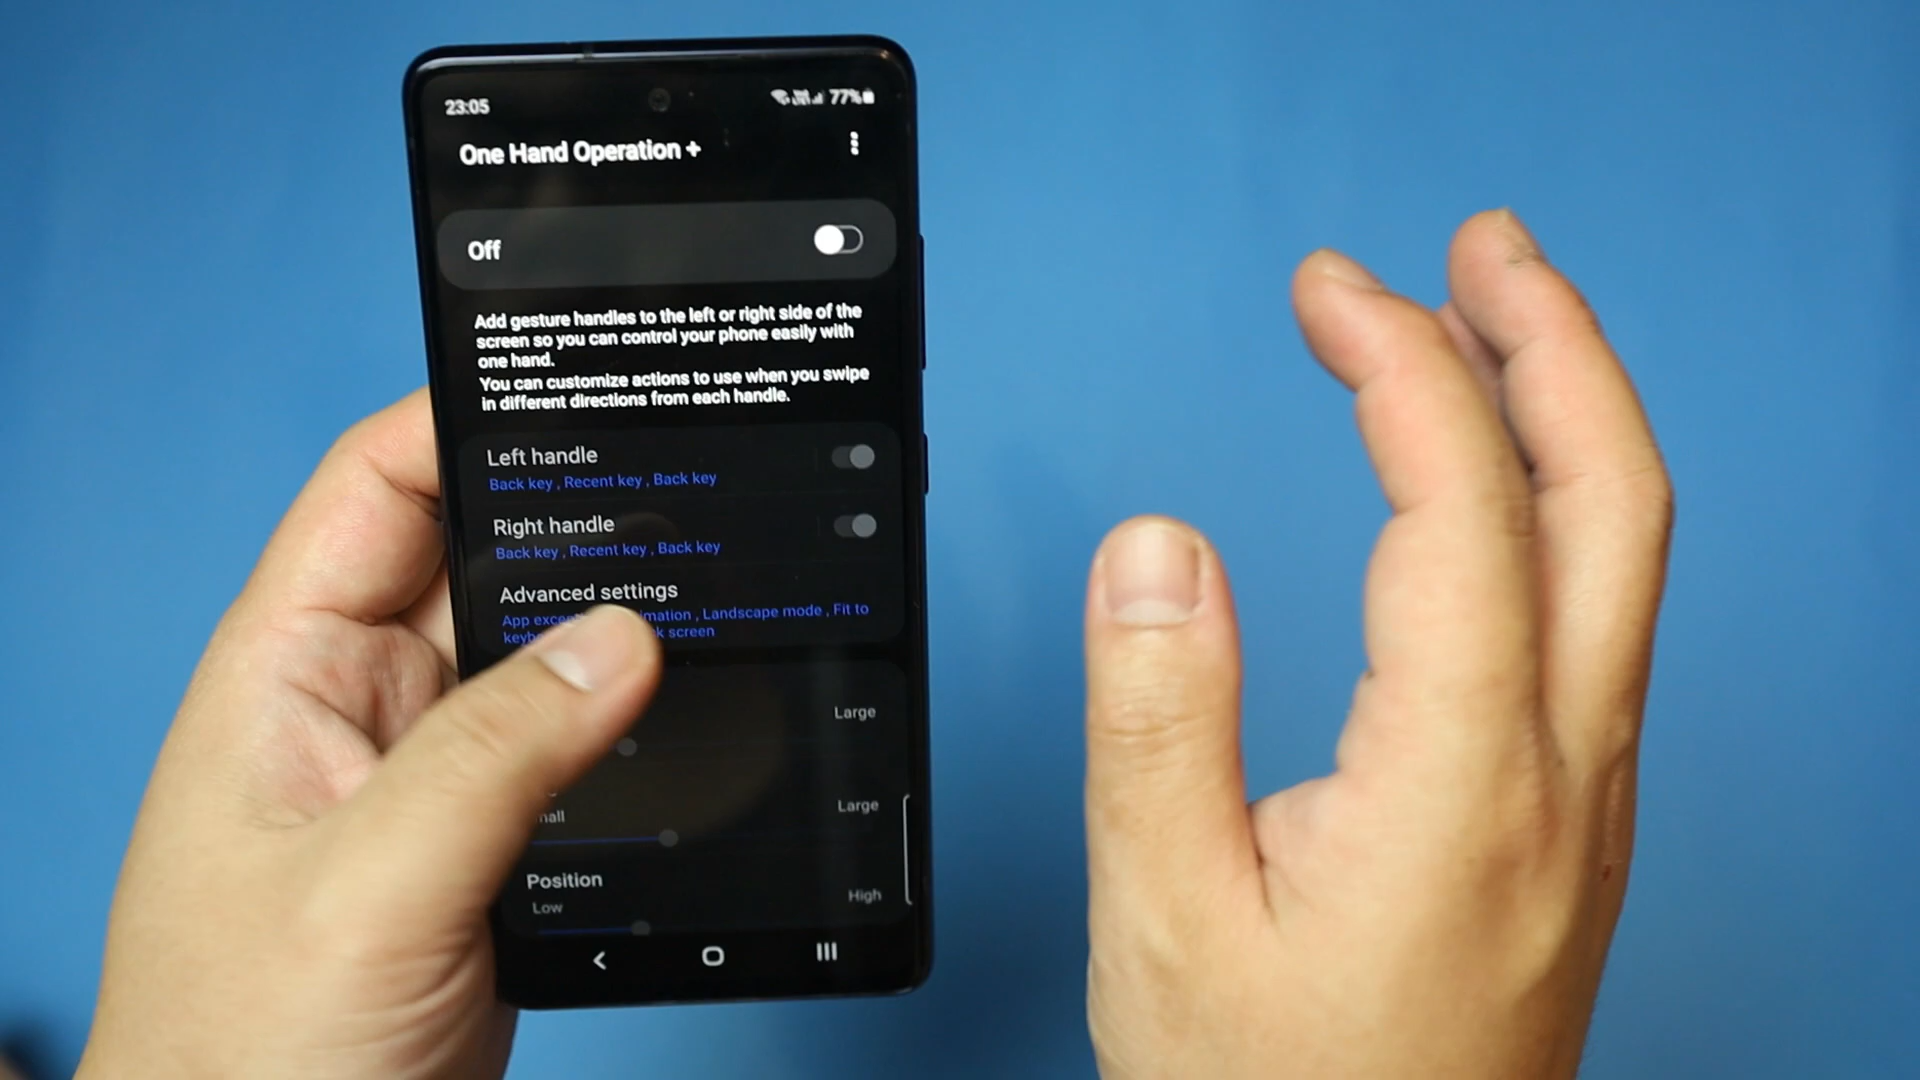 23:05
77%
One Hand Operation +
Off
Add gesture handles to the left or right side of the
screen so you can control your phone easily with
one hand.
You can customize actions to use when you swipe
in different directions from each handle.
Left handle
Back key , Recent key , Back key
Right handle
Back key , Recent key , Back key
Advanced settings
App , Landscape mode , Fit to
screen
Large
Large
Position
Low High